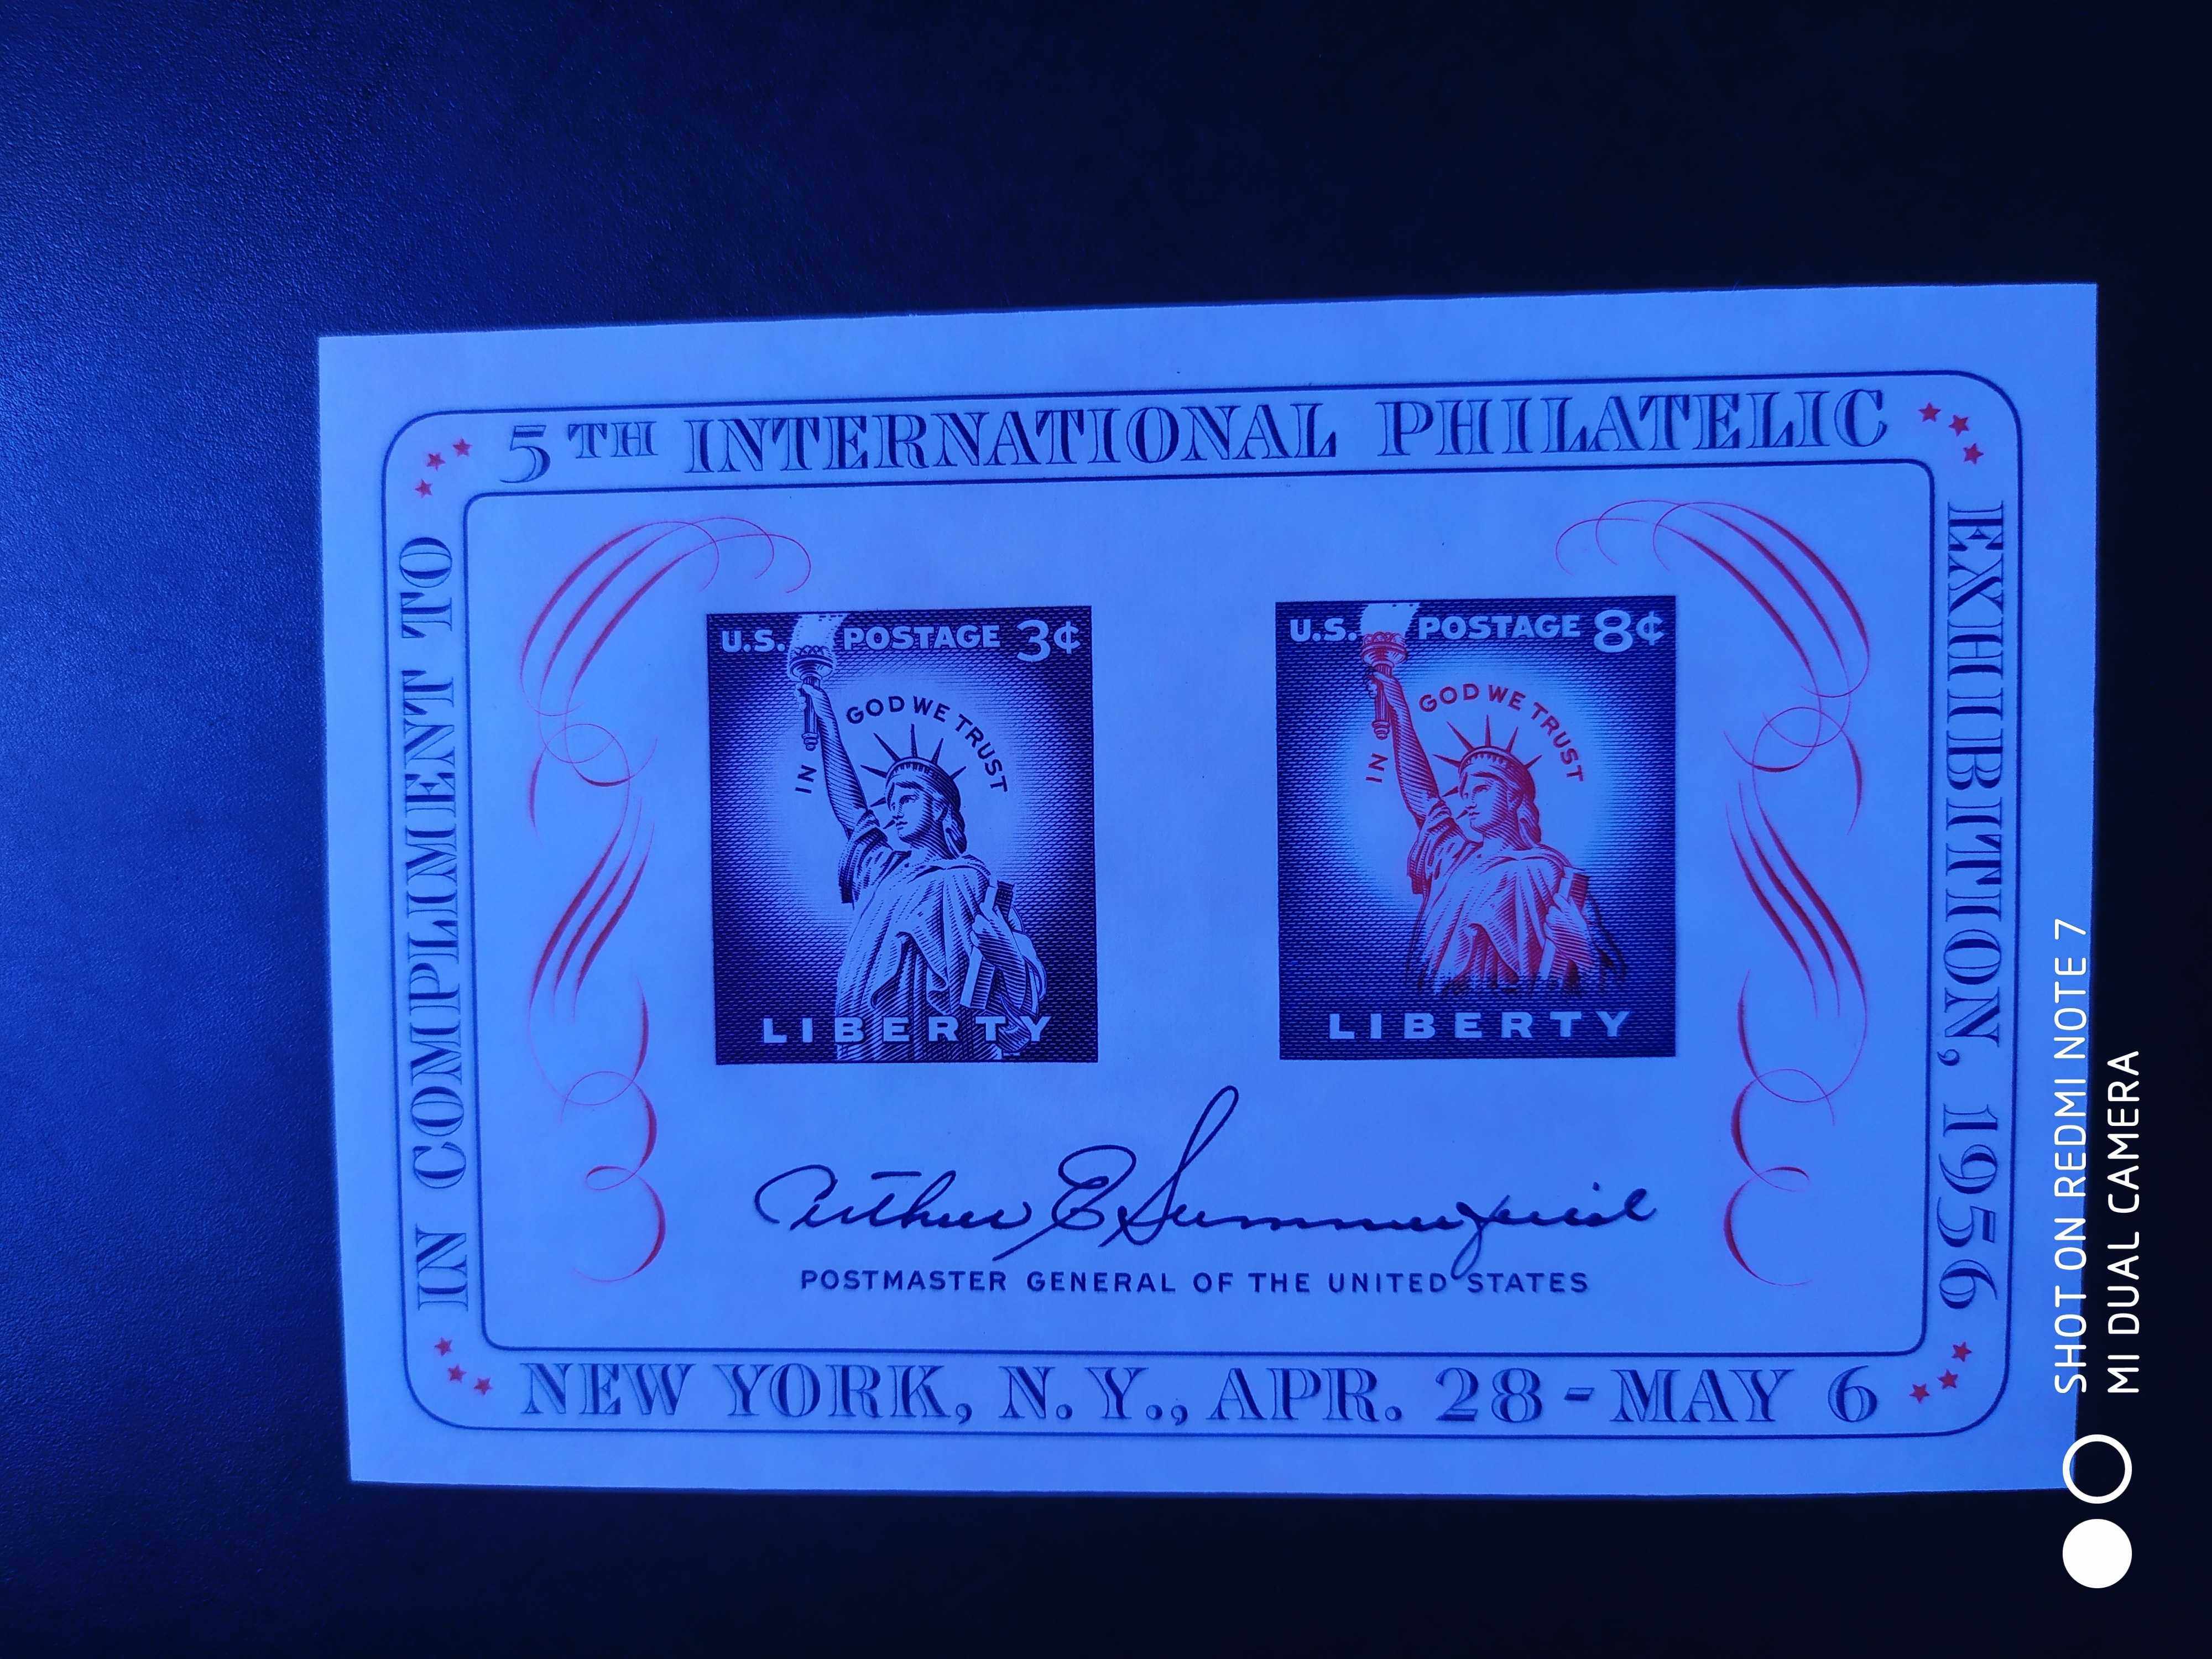 5TH INTERNATIONAL PHILATELIC
EXHIBITION, 1956
NEW YORK, N. Y., APR. 28 - MAY 6
IN COMPLIMENT TO
U.S. POSTAGE 3¢
IN GOD WE TRUST
LIBERTY
U.S. POSTAGE 8¢
IN GOD WE TRUST
LIBERTY
Arthur E Summerfield
POSTMASTER GENERAL OF THE UNITED STATES
SHOT ON REDMI NOTE 7
MI DUAL CAMERA